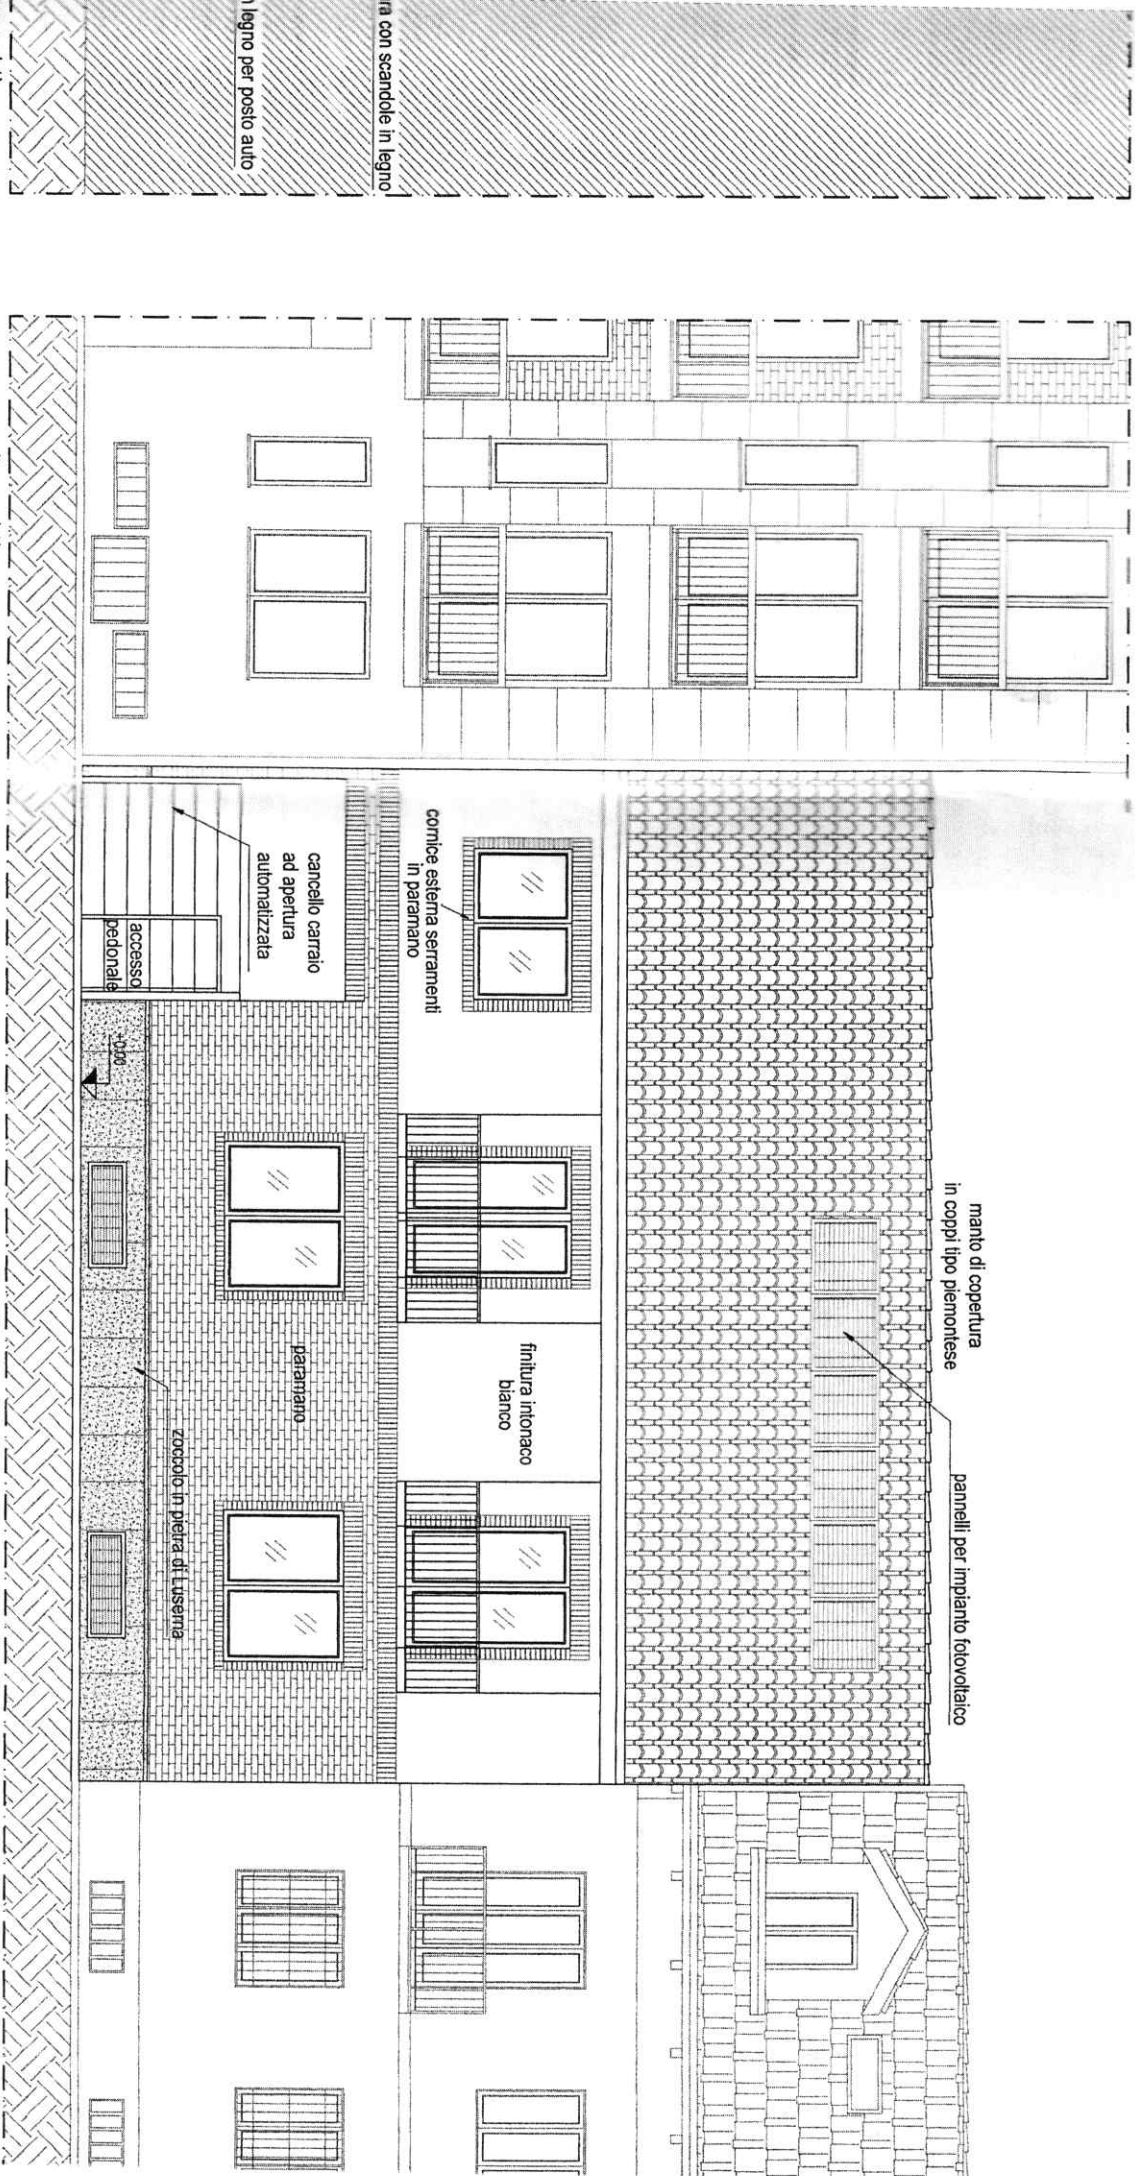 manto di copertura
in coppi tipo piemontese
pannelli per impianto fotovoltaico
cornice esterna serramenti
in paramano
finitura intonaco
bianco
cancello carraio
ad apertura
automatizzata
paramano
accesso
pedonale
+0.00
zoccolo in pietra di Luserna
ra con scandole in legno
legno per posto auto